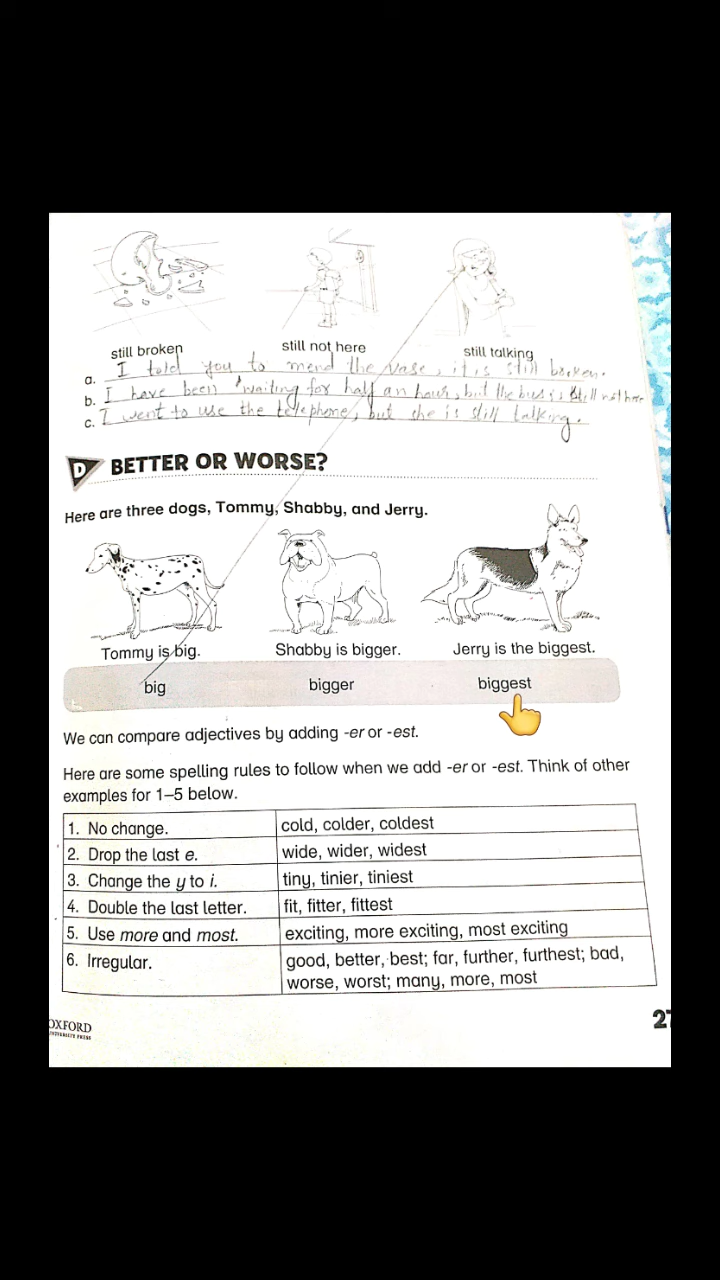 still broken still not here still talking
a. I told you to mend the vase, it is still borken.
b. I have been waiting for half an hour, but the bus is still not here
c. I went to use the telephone, but she is still talking.
D BETTER OR WORSE?
Here are three dogs, Tommy, Shabby, and Jerry.
Tommy is big. Shabby is bigger. Jerry is the biggest.
big bigger biggest
We can compare adjectives by adding -er or -est.
Here are some spelling rules to follow when we add -er or -est. Think of other
examples for 1–5 below.
1. No change. cold, colder, coldest
2. Drop the last e. wide, wider, widest
3. Change the y to i. tiny, tinier, tiniest
4. Double the last letter. fit, fitter, fittest
5. Use more and most. exciting, more exciting, most exciting
6. Irregular. good, better, best; far, further, furthest; bad,
worse, worst; many, more, most
OXFORD
UNIVERSITY PRESS
27